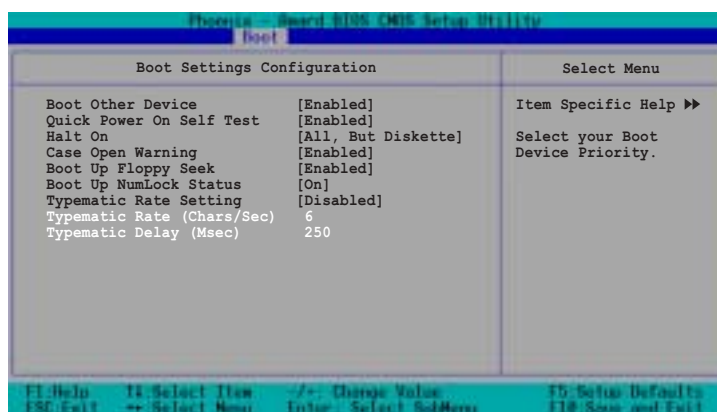 Phoenix - Award BIOS CMOS Setup Utility
Boot
Boot Settings Configuration
Select Menu
Boot Other Device [Enabled]
Quick Power On Self Test [Enabled]
Halt On [All, But Diskette]
Case Open Warning [Enabled]
Boot Up Floppy Seek [Enabled]
Boot Up NumLock Status [On]
Typematic Rate Setting [Disabled]
Typematic Rate (Chars/Sec) 6
Typematic Delay (Msec) 250
Item Specific Help ▶▶
Select your Boot
Device Priority.
F1:Help ↑↓:Select Item -/+: Change Value F5:Setup Defaults
ESC:Exit ↔:Select Menu Enter: Select SubMenu F10:Save and Exit